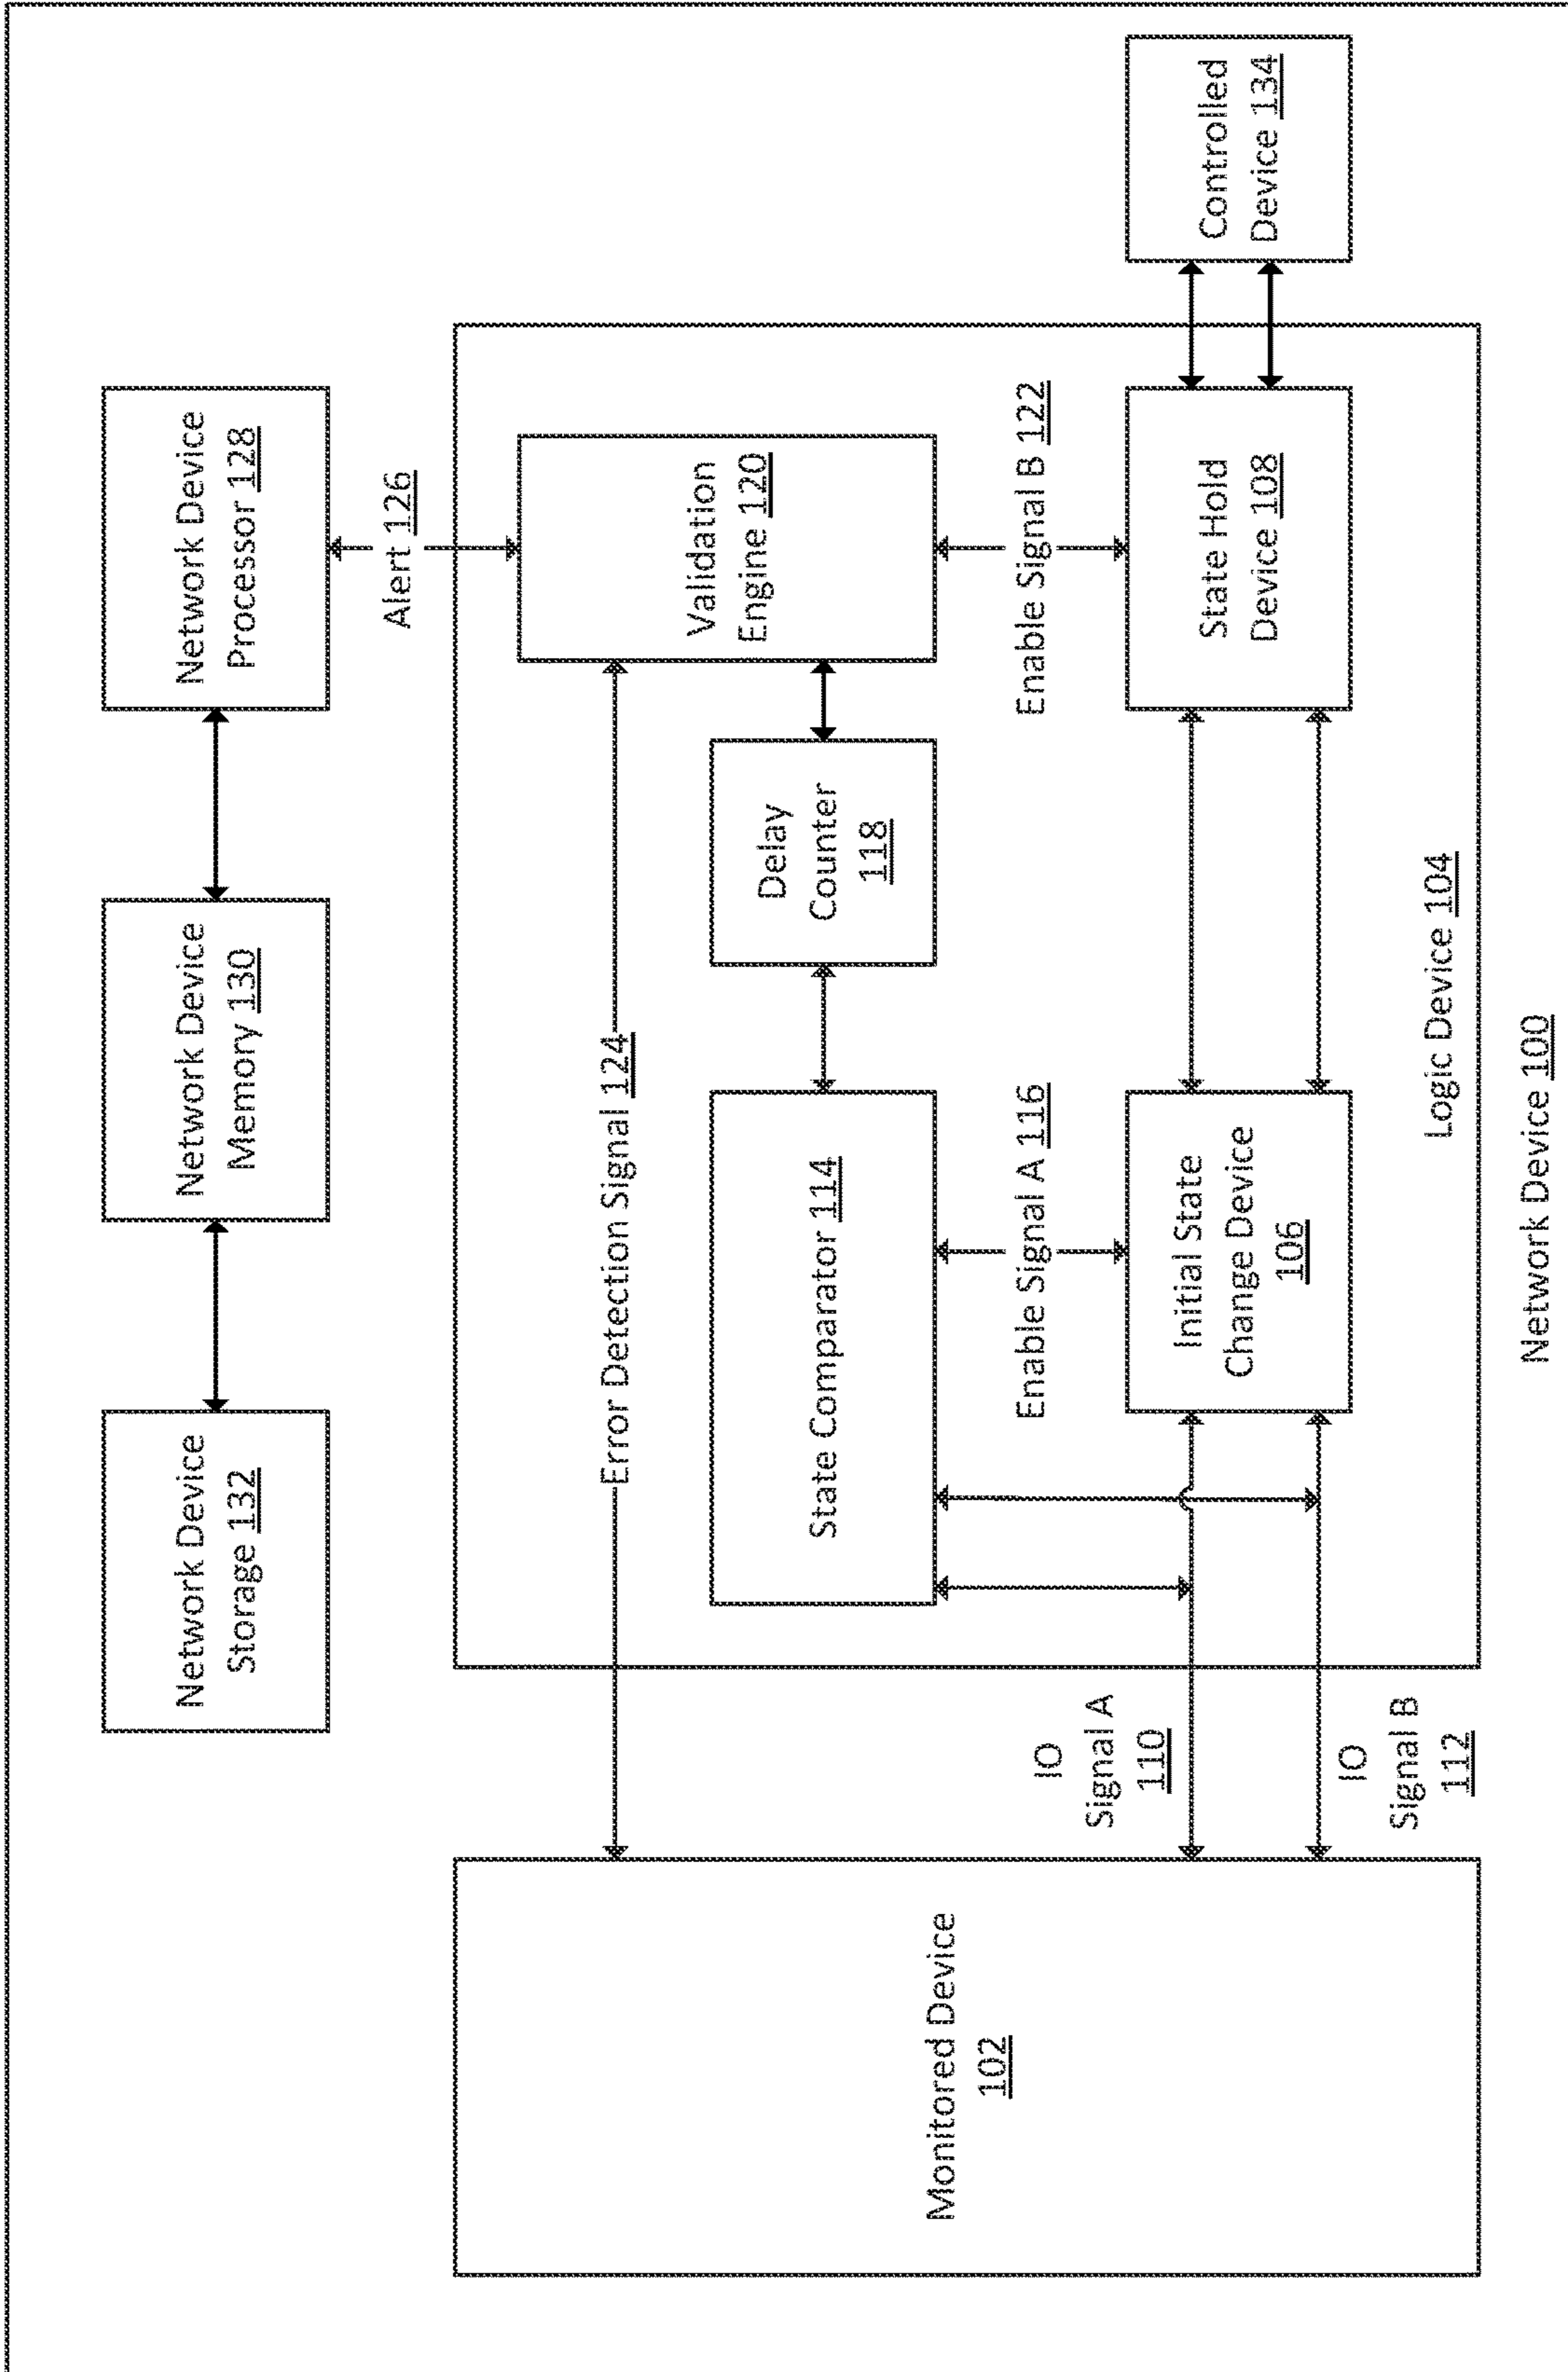 Network Device
Storage 132
Network Device
Memory 130
Network Device
Processor 128
Alert 126
Error Detection Signal 124
Validation
Engine 120
State Comparator 114
Delay
Counter
118
Monitored Device
102
Enable Signal A 116
Enable Signal B 122
IO
Signal A
110
Initial State
Change Device
106
State Hold
Device 108
Controlled
Device 134
IO
Signal B
112
Logic Device 104
Network Device 100